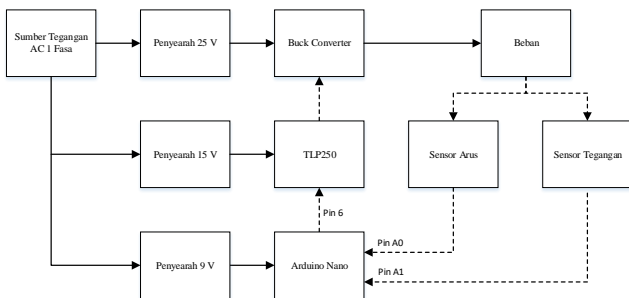 Sumber Tegangan
AC 1 Fasa
Penyearah 25 V
Buck Converter
Beban
Penyearah 15 V
TLP250
Sensor Arus
Sensor Tegangan
Pin 6
Pin A0
Penyearah 9 V
Arduino Nano
Pin A1